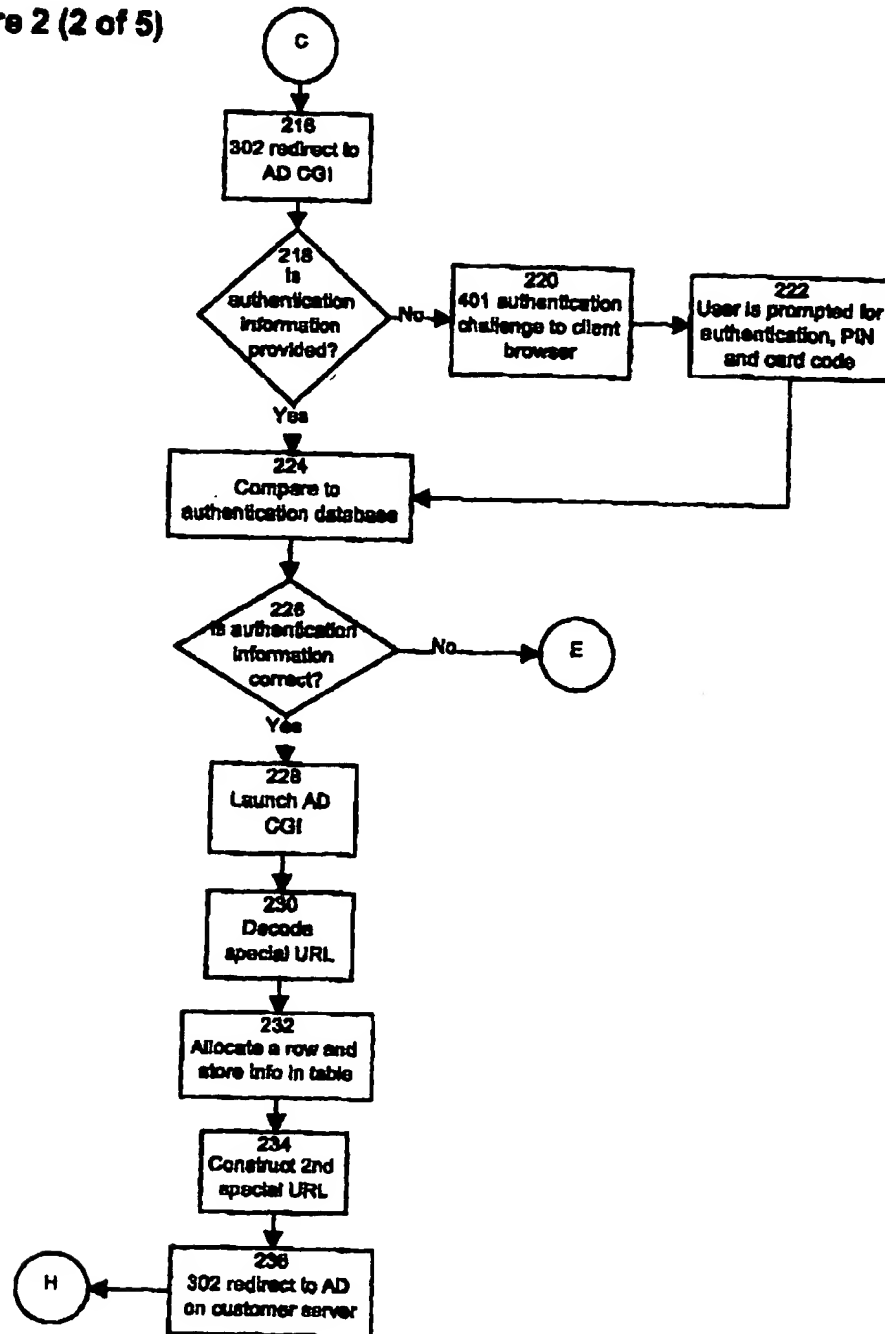 re 2 (2 of 5)
C
216
302 redirect to
AD CGI
218
Is
authentication
information
provided?
No
220
401 authentication
challenge to client
browser
222
User is prompted for
authentication, PIN
and card code
Yes
224
Compare to
authentication database
226
Is authentication
information
correct?
No
E
Yes
228
Launch AD
CGI
230
Decode
special URL
232
Allocate a row and
store info in table
234
Construct 2nd
special URL
236
302 redirect to AD
on customer server
H